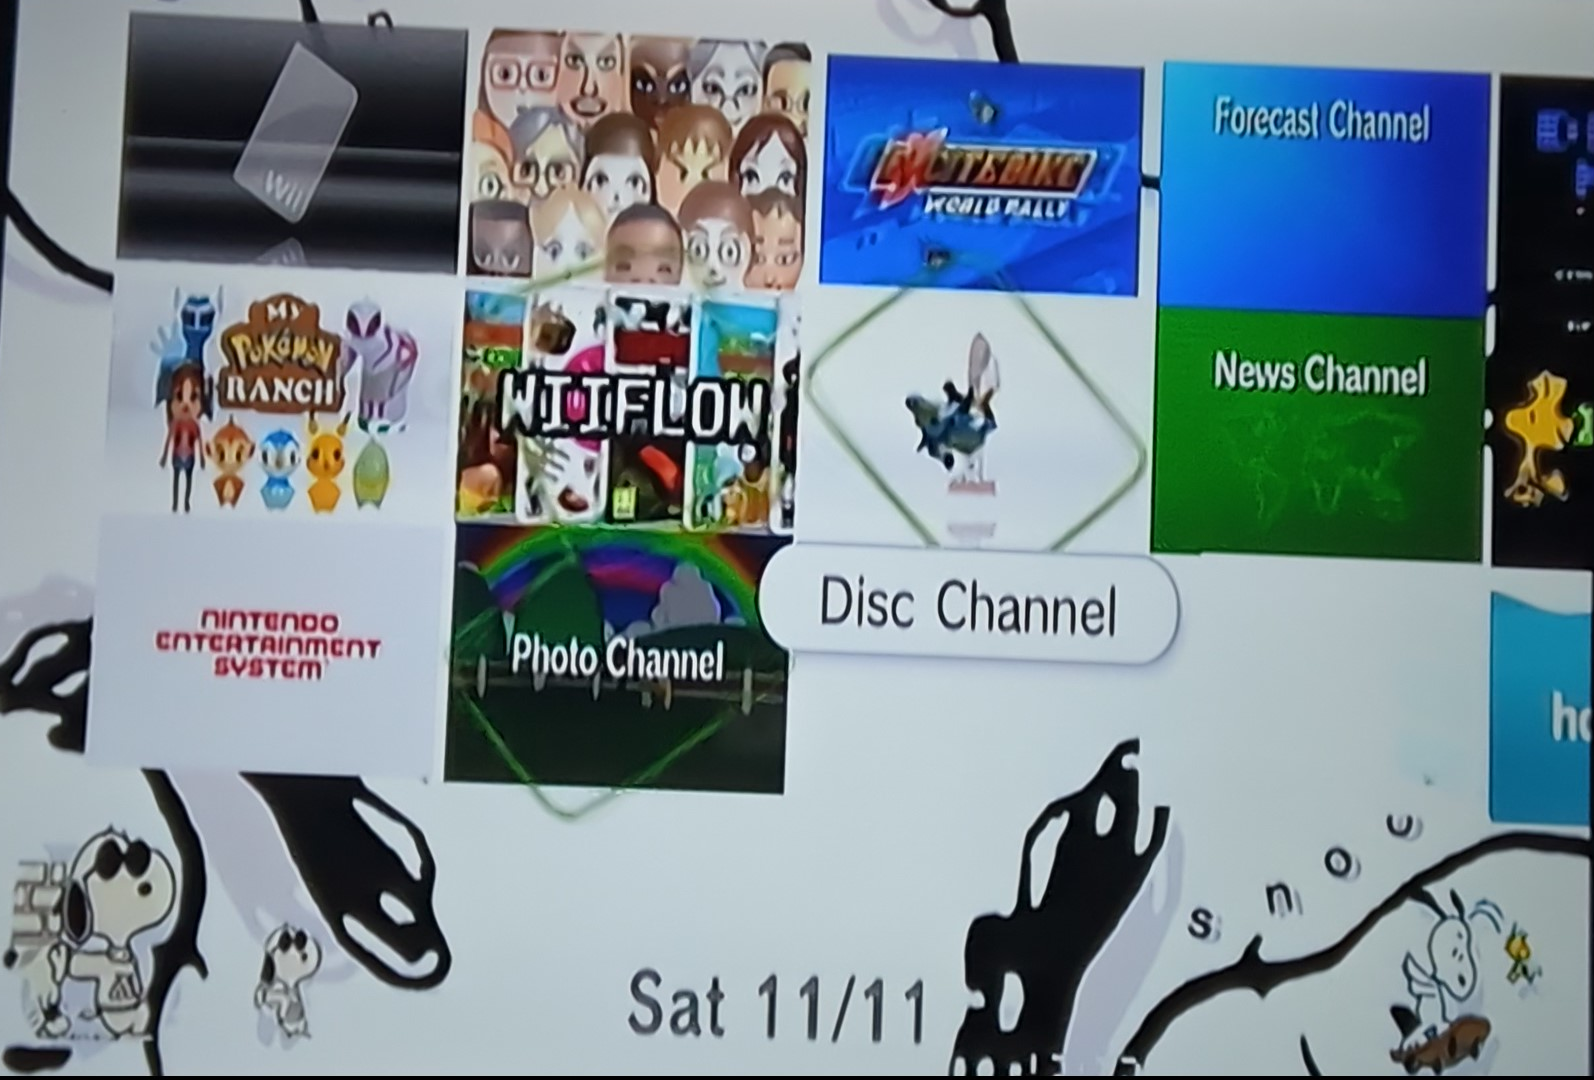 Wii
EXCITEBIKE
WORLD RALLY
Forecast Channel
MY
POKéMON
RANCH
WIIFLOW
News Channel
NINTENDO
ENTERTAINMENT
SYSTEM
Photo Channel
Disc Channel
Sat 11/11
s n o u